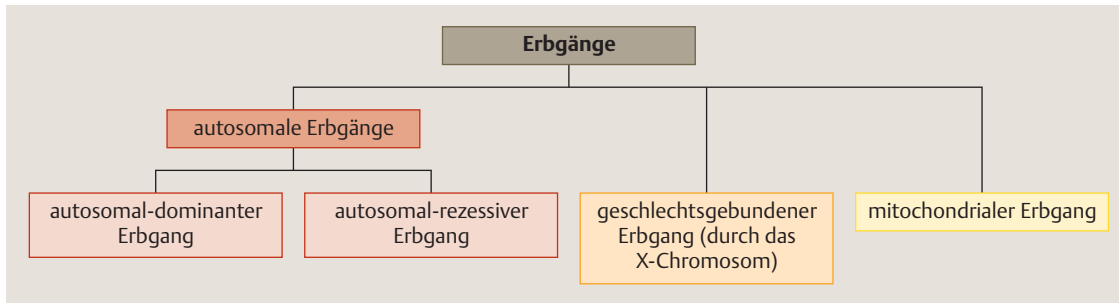 Erbgänge
autosomale Erbgänge
autosomal-dominanter
Erbgang
autosomal-rezessiver
Erbgang
geschlechtsgebundener
Erbgang (durch das
X-Chromosom)
mitochondrialer Erbgang